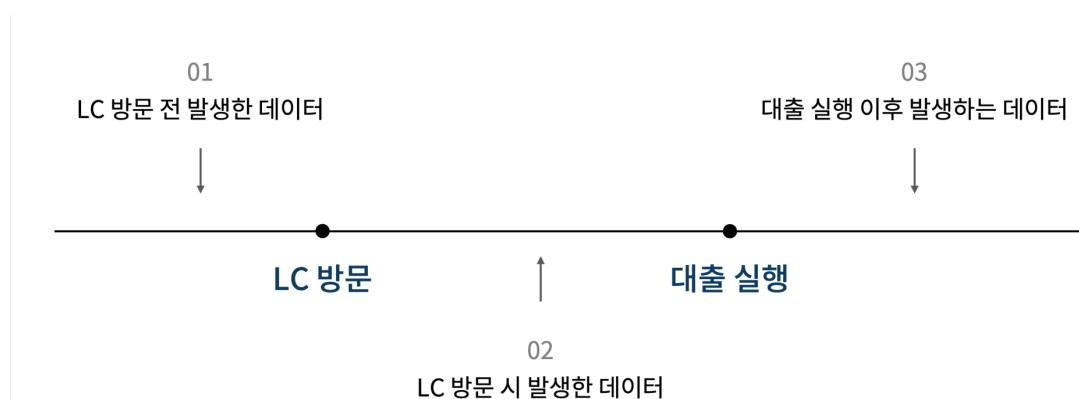 01
LC 방문 전 발생한 데이터
03
대출 실행 이후 발생하는 데이터
LC 방문
대출 실행
02
LC 방문 시 발생한 데이터